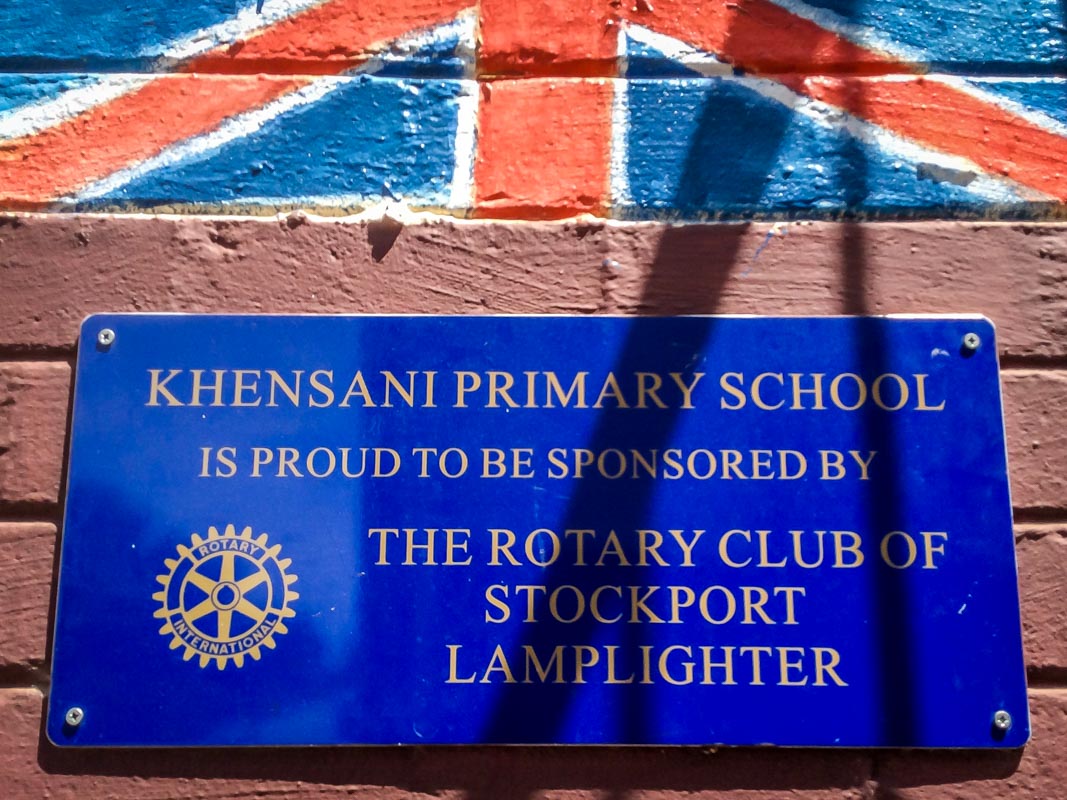 KHENSANI PRIMARY SCHOOL
IS PROUD TO BE SPONSORED BY
THE ROTARY CLUB OF
STOCKPORT
LAMPLIGHTER
ROTARY
INTERNATIONAL